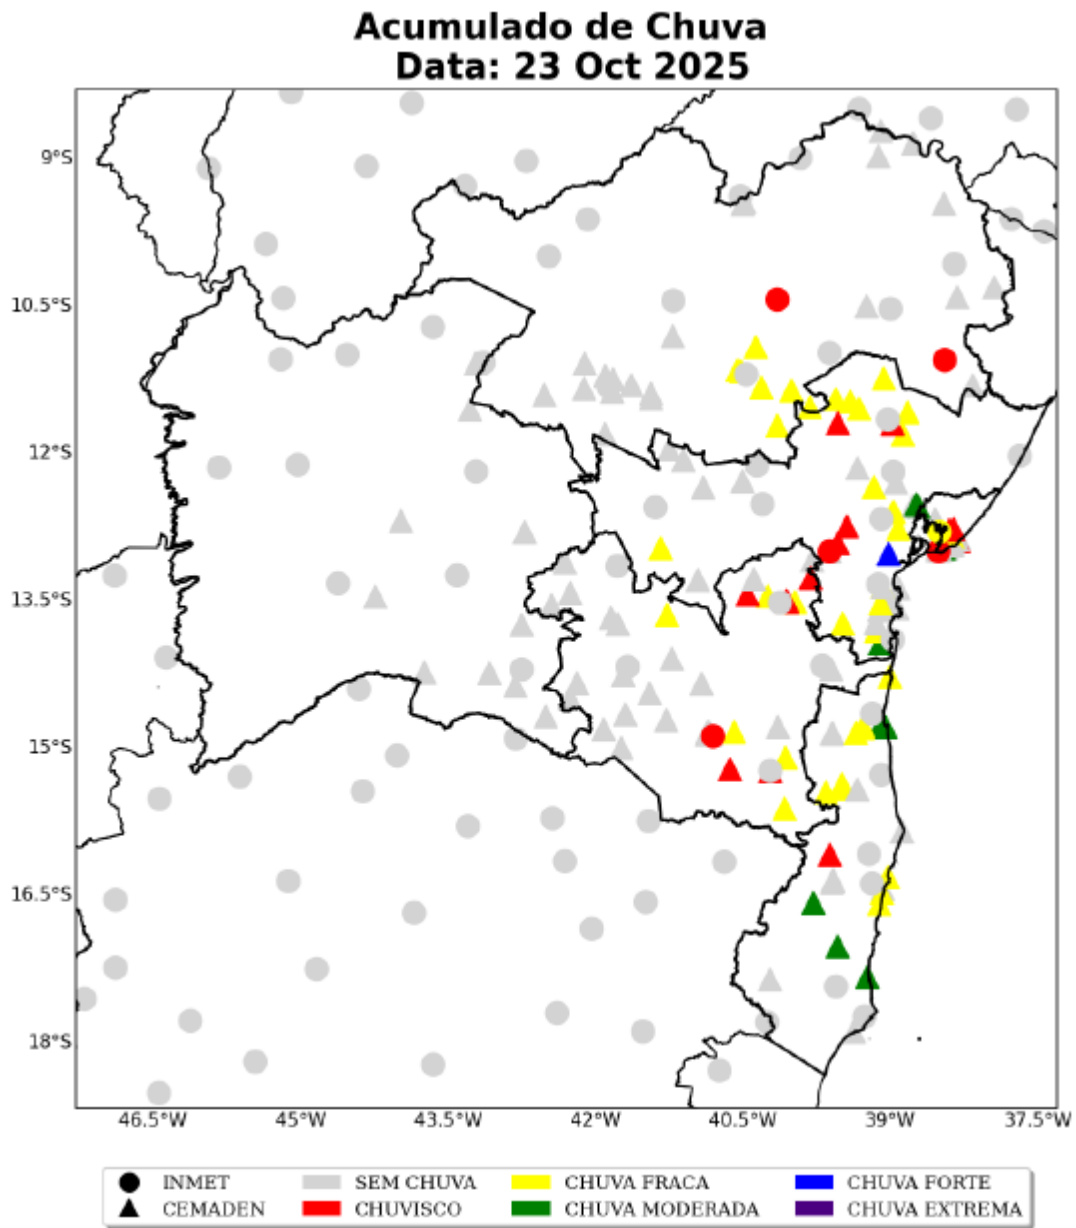 Acumulado de Chuva
Data: 23 Oct 2025
9°S
10.5°S
12°S
13.5°S
15°S
16.5°S
18°S
46.5°W 45°W 43.5°W 42°W 40.5°W 39°W 37.5°W
INMET SEM CHUVA CHUVA FRACA CHUVA FORTE
CEMADEN CHUVISCO CHUVA MODERADA CHUVA EXTREMA